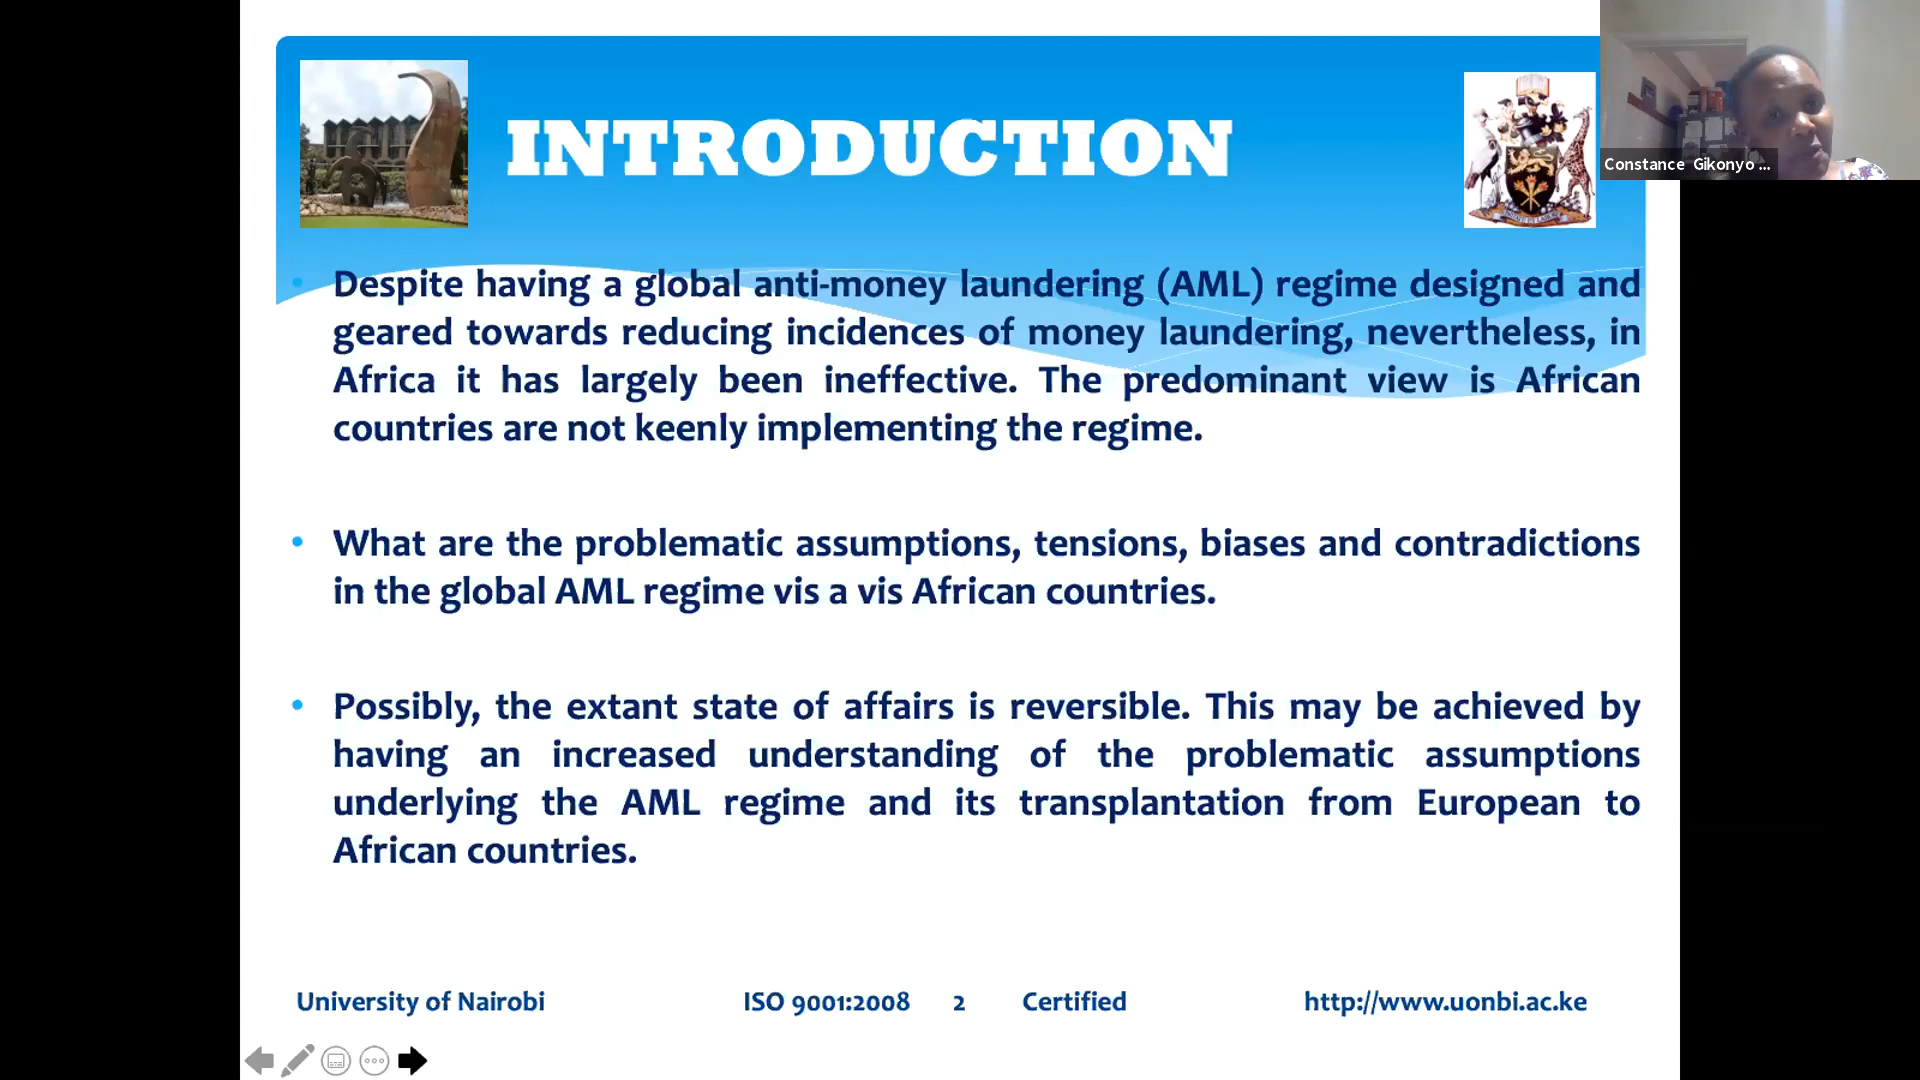 INTRODUCTION
Constance Gikonyo ...
Despite having a global anti-money laundering (AML) regime designed and
geared towards reducing incidences of money laundering, nevertheless, in
Africa it has largely been ineffective. The predominant view is African
countries are not keenly implementing the regime.
What are the problematic assumptions, tensions, biases and contradictions
in the global AML regime vis a vis African countries.
Possibly, the extant state of affairs is reversible. This may be achieved by
having an increased understanding of the problematic assumptions
underlying the AML regime and its transplantation from European to
African countries.
University of Nairobi ISO 9001:2008 2 Certified http://www.uonbi.ac.ke